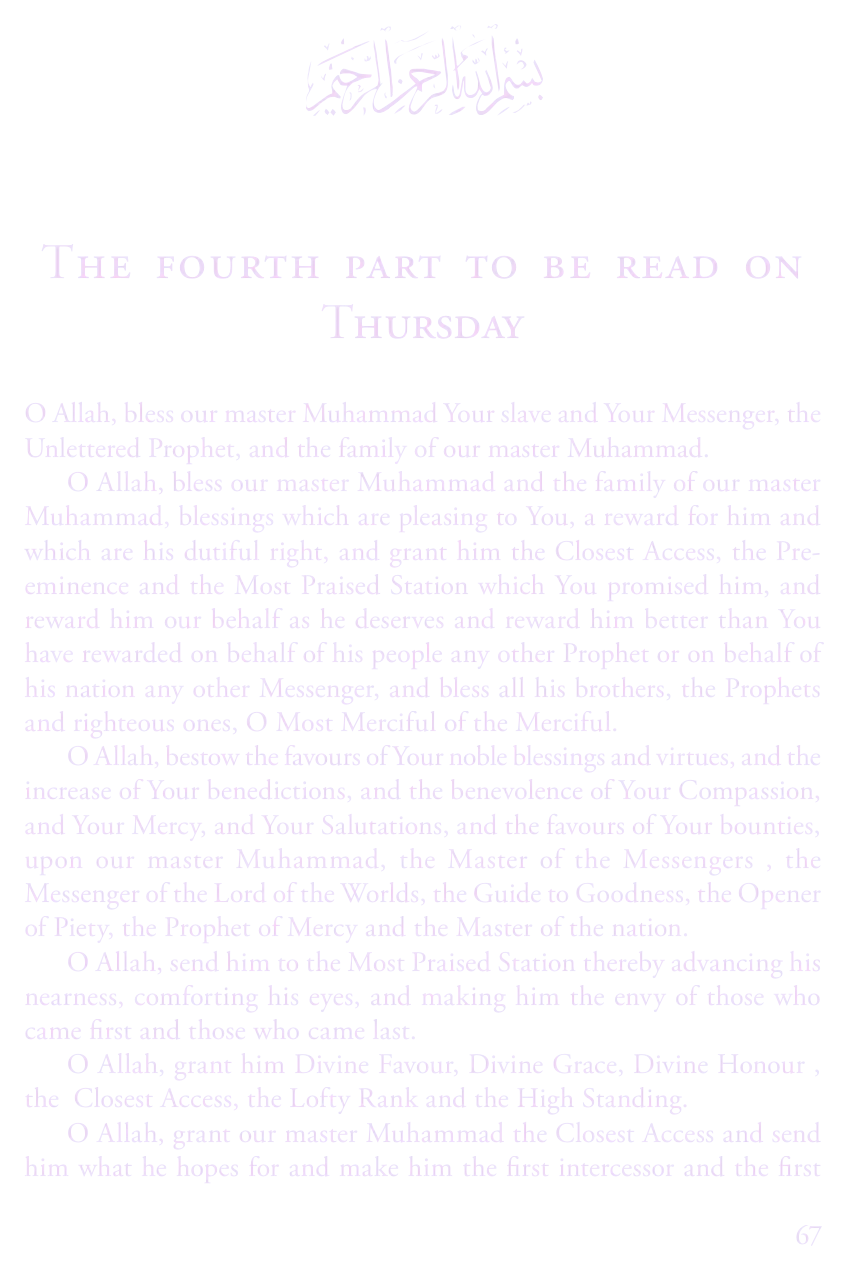 بسم الله الرحمن الرحيم
The fourth part to be read on
Thursday
O Allah, bless our master Muhammad Your slave and Your Messenger, the
Unlettered Prophet, and the family of our master Muhammad.
O Allah, bless our master Muhammad and the family of our master
Muhammad, blessings which are pleasing to You, a reward for him and
which are his dutiful right, and grant him the Closest Access, the Pre-
eminence and the Most Praised Station which You promised him, and
reward him our behalf as he deserves and reward him better than You
have rewarded on behalf of his people any other Prophet or on behalf of
his nation any other Messenger, and bless all his brothers, the Prophets
and righteous ones, O Most Merciful of the Merciful.
O Allah, bestow the favours of Your noble blessings and virtues, and the
increase of Your benedictions, and the benevolence of Your Compassion,
and Your Mercy, and Your Salutations, and the favours of Your bounties,
upon our master Muhammad, the Master of the Messengers , the
Messenger of the Lord of the Worlds, the Guide to Goodness, the Opener
of Piety, the Prophet of Mercy and the Master of the nation.
O Allah, send him to the Most Praised Station thereby advancing his
nearness, comforting his eyes, and making him the envy of those who
came first and those who came last.
O Allah, grant him Divine Favour, Divine Grace, Divine Honour ,
the Closest Access, the Lofty Rank and the High Standing.
O Allah, grant our master Muhammad the Closest Access and send
him what he hopes for and make him the first intercessor and the first
67